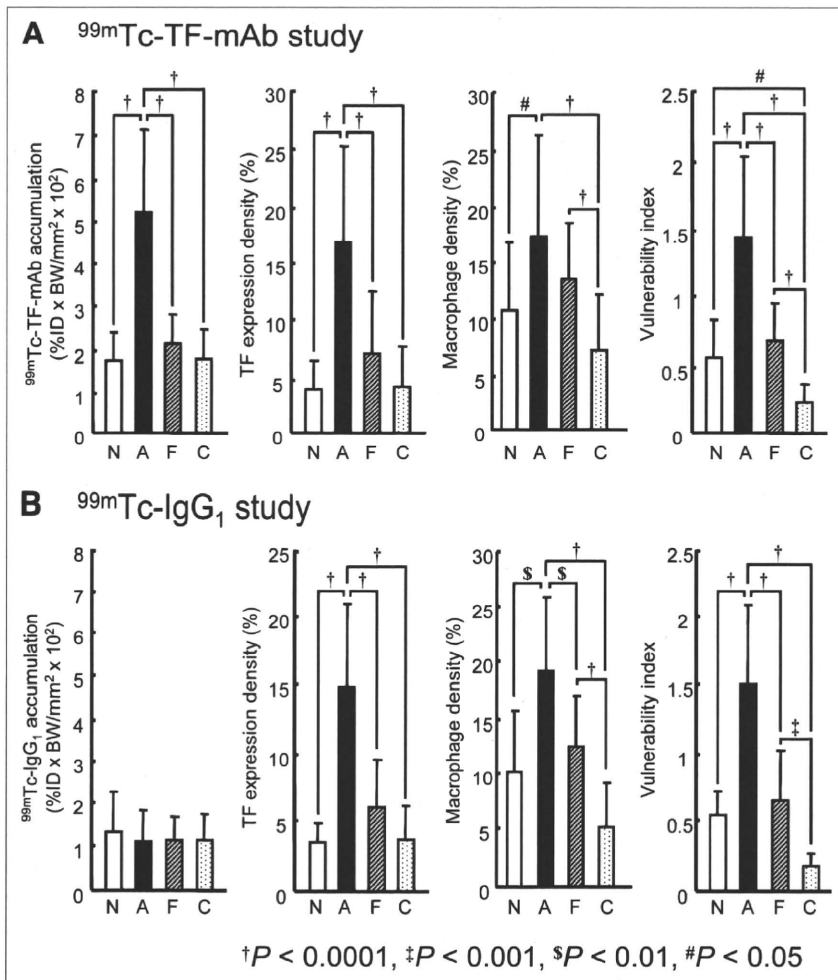 A 99mTc-TF-mAb study
99mTc-TF-mAb accumulation
(%ID x BW/mm² x 10²)
8
7
6
5
4
3
2
1
0
N A F C
TF expression density (%)
30
25
20
15
10
5
0
N A F C
Macrophage density (%)
30
25
20
15
10
5
0
N A F C
Vulnerability index
2.5
2
1.5
1
0.5
0
N A F C
† † †
† † †
# † †
# † † † †
B 99mTc-IgG₁ study
99mTc-IgG₁ accumulation
(%ID x BW/mm² x 10²)
8
7
6
5
4
3
2
1
0
N A F C
TF expression density (%)
25
20
15
10
5
0
N A F C
Macrophage density (%)
30
25
20
15
10
5
0
N A F C
Vulnerability index
2.5
2
1.5
1
0.5
0
N A F C
† † †
$ $ † †
† † † ‡
†P < 0.0001, ‡P < 0.001, $P < 0.01, #P < 0.05